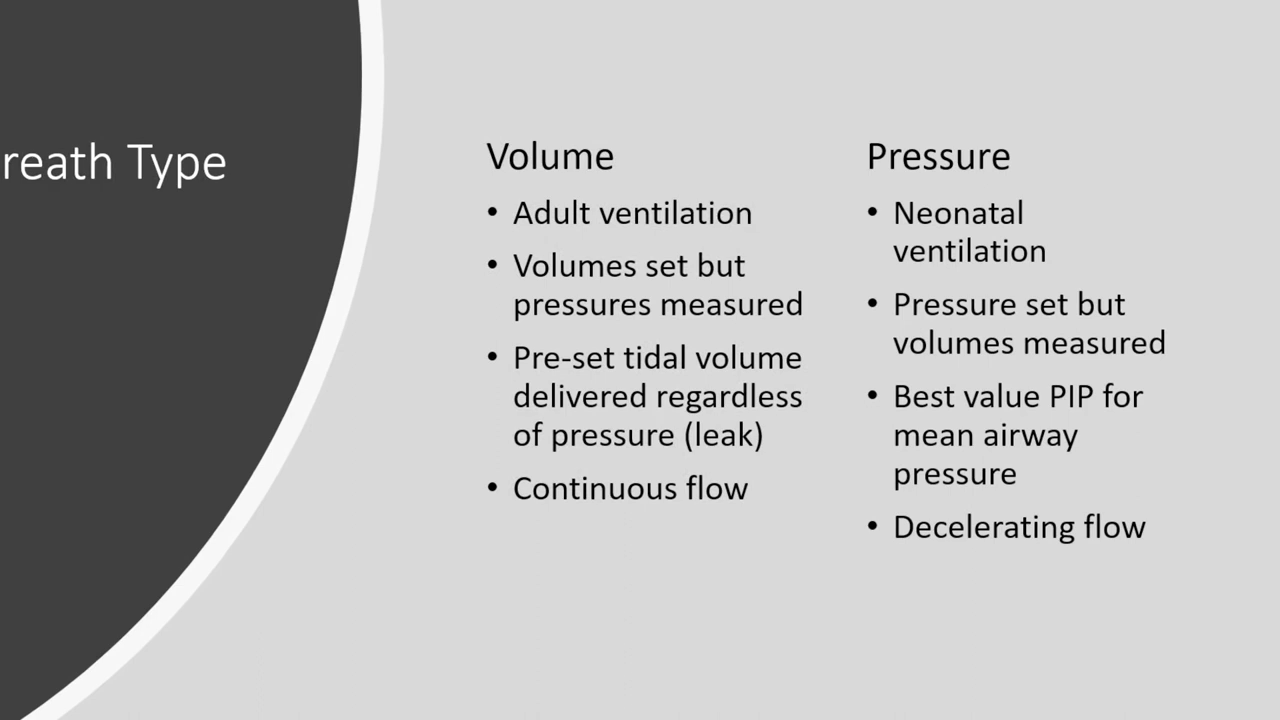 reath Type
Volume
• Adult ventilation
• Volumes set but
pressures measured
• Pre-set tidal volume
delivered regardless
of pressure (leak)
• Continuous flow
Pressure
• Neonatal
ventilation
• Pressure set but
volumes measured
• Best value PIP for
mean airway
pressure
• Decelerating flow